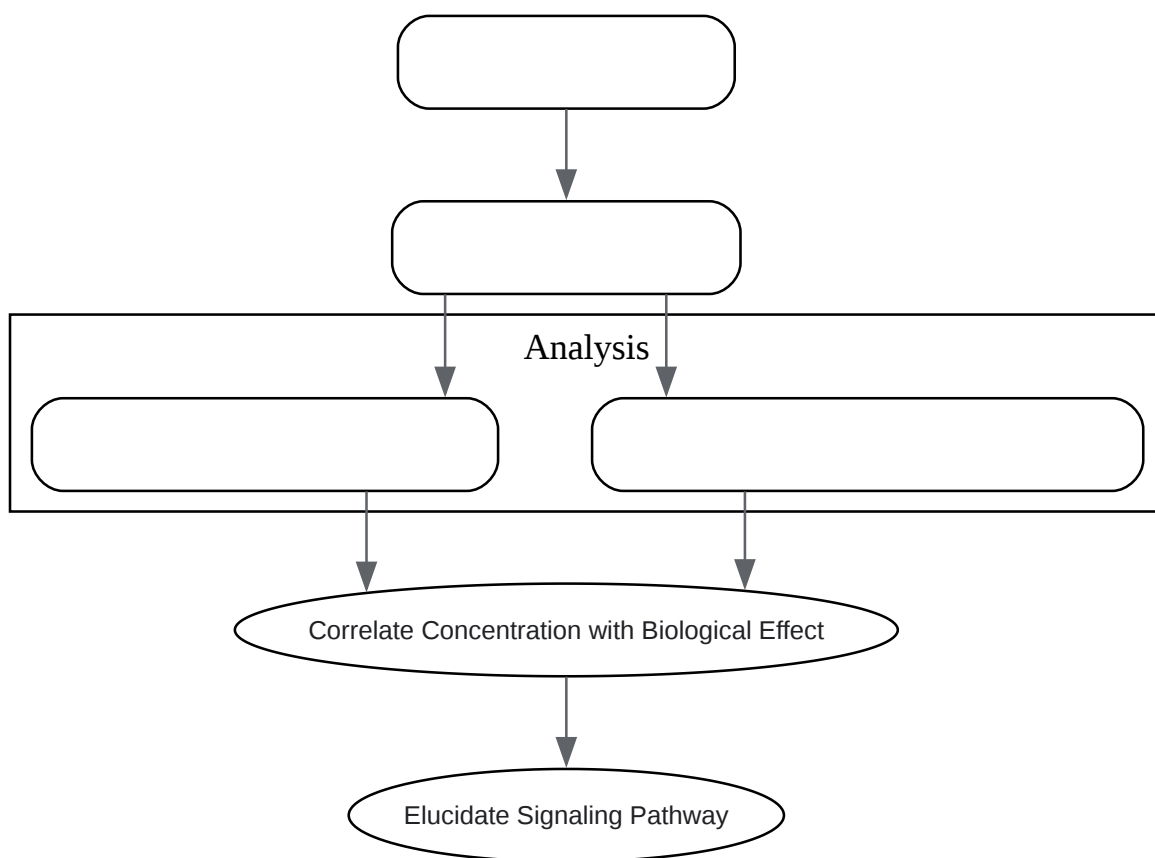 Analysis
Correlate Concentration with Biological Effect
Elucidate Signaling Pathway